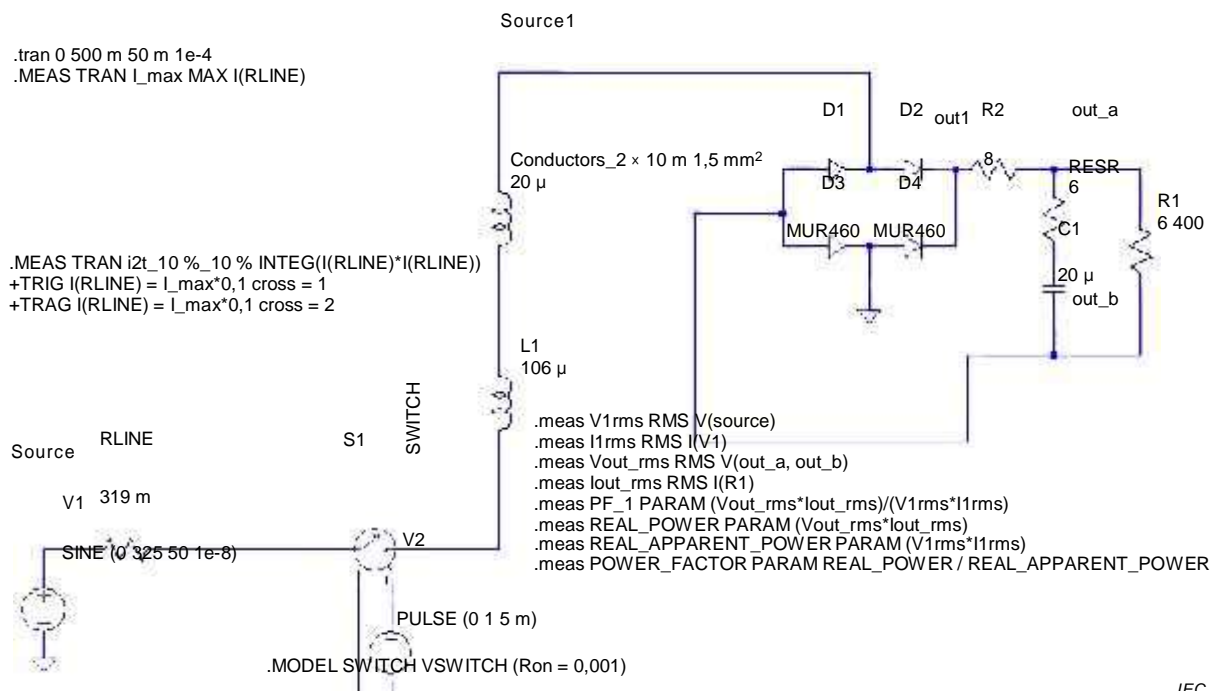 Source1
.tran 0 500 m 50 m 1e-4
.MEAS TRAN I_max MAX I(RLINE)
D1
D2
out1
R2
out_a
Conductors_2 × 10 m 1,5 mm²
20 µ
8
RESR
6
D3
D4
R1
6 400
MUR460
MUR460
C1
.MEAS TRAN i2t_10 %_10 % INTEG(I(RLINE)*I(RLINE))
+TRIG I(RLINE) = I_max*0,1 cross = 1
+TRAG I(RLINE) = I_max*0,1 cross = 2
20 µ
out_b
L1
106 µ
SWITCH
.meas V1rms RMS V(source)
.meas I1rms RMS I(V1)
.meas Vout_rms RMS V(out_a, out_b)
.meas Iout_rms RMS I(R1)
.meas PF_1 PARAM (Vout_rms*Iout_rms)/(V1rms*I1rms)
.meas REAL_POWER PARAM (Vout_rms*Iout_rms)
.meas REAL_APPARENT_POWER PARAM (V1rms*I1rms)
.meas POWER_FACTOR PARAM REAL_POWER / REAL_APPARENT_POWER
RLINE
S1
Source
V1
319 m
SINE (0 325 50 1e-8)
V2
PULSE (0 1 5 m)
.MODEL SWITCH VSWITCH (Ron = 0,001)
IEC